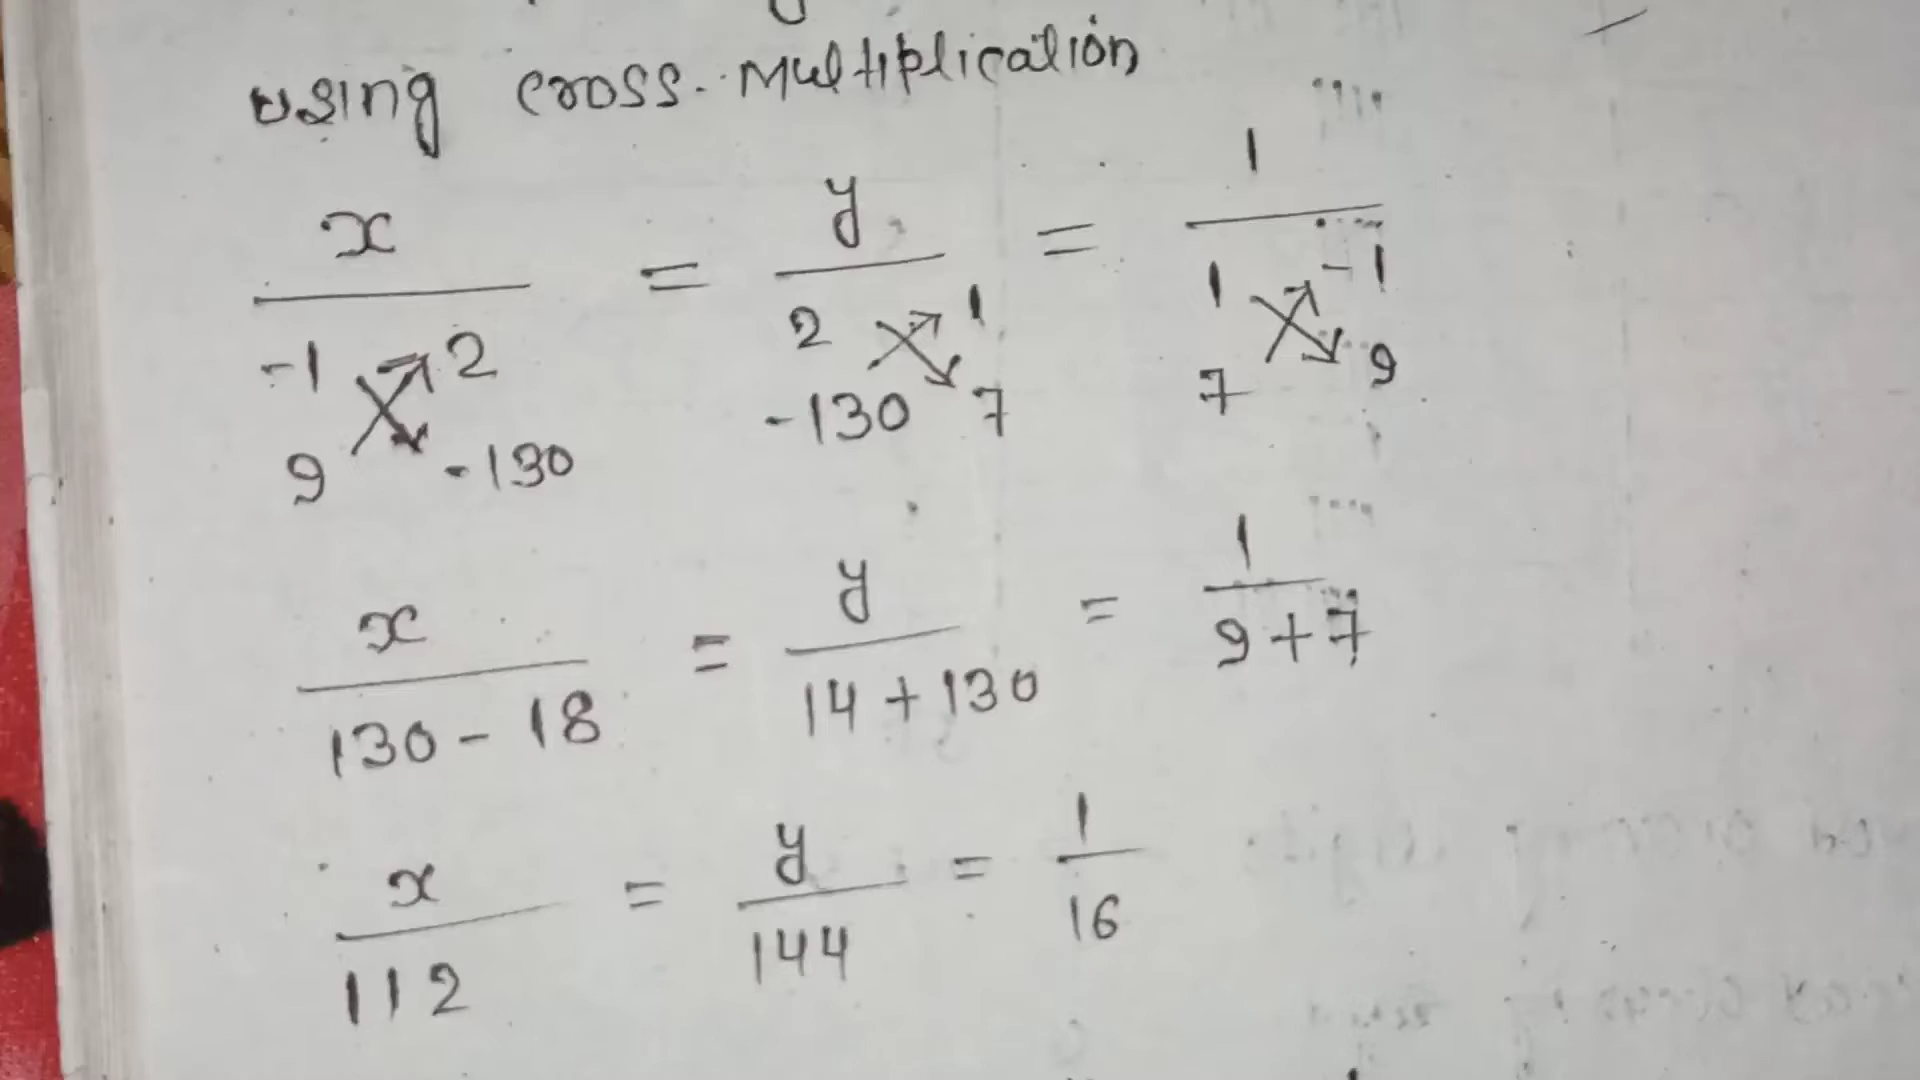 using cross-Multiplication
x/(-1 2 9 -130) = y/(2 1 -130 7) = 1/(1 -1 7 9)
x/(130-18) = y/(14+130) = 1/(9+7)
x/112 = y/144 = 1/16